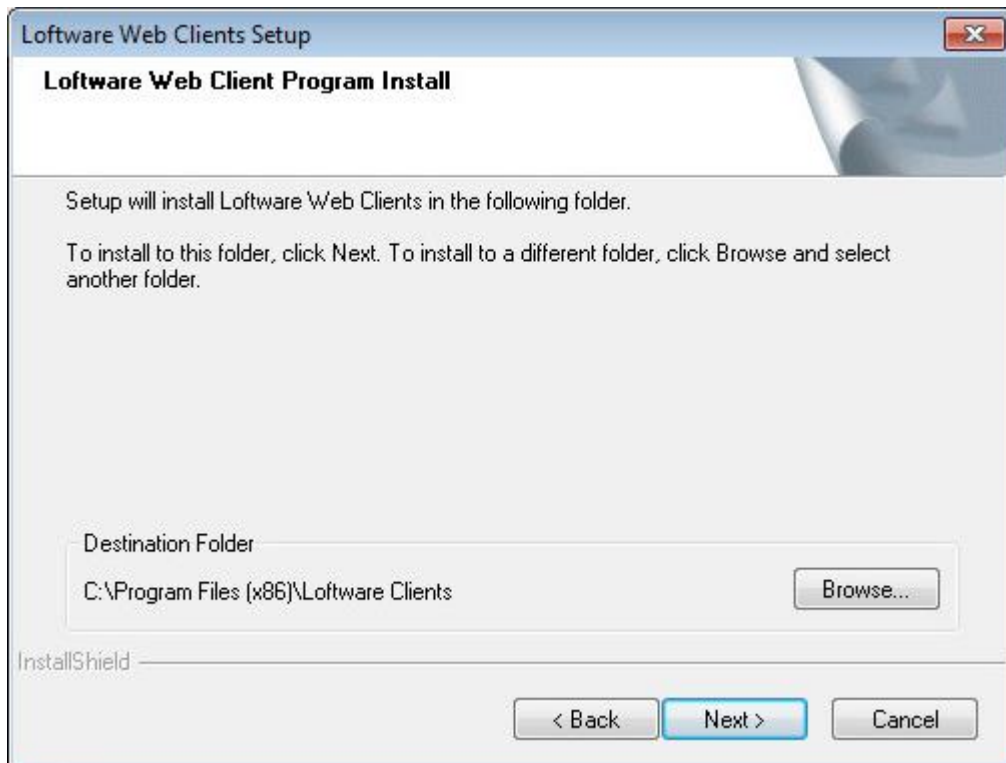 Loftware Web Clients Setup
Loftware Web Client Program Install
Setup will install Loftware Web Clients in the following folder.
To install to this folder, click Next. To install to a different folder, click Browse and select
another folder.
Destination Folder
C:\Program Files (x86)\Loftware Clients
Browse...
InstallShield
< Back
Next >
Cancel